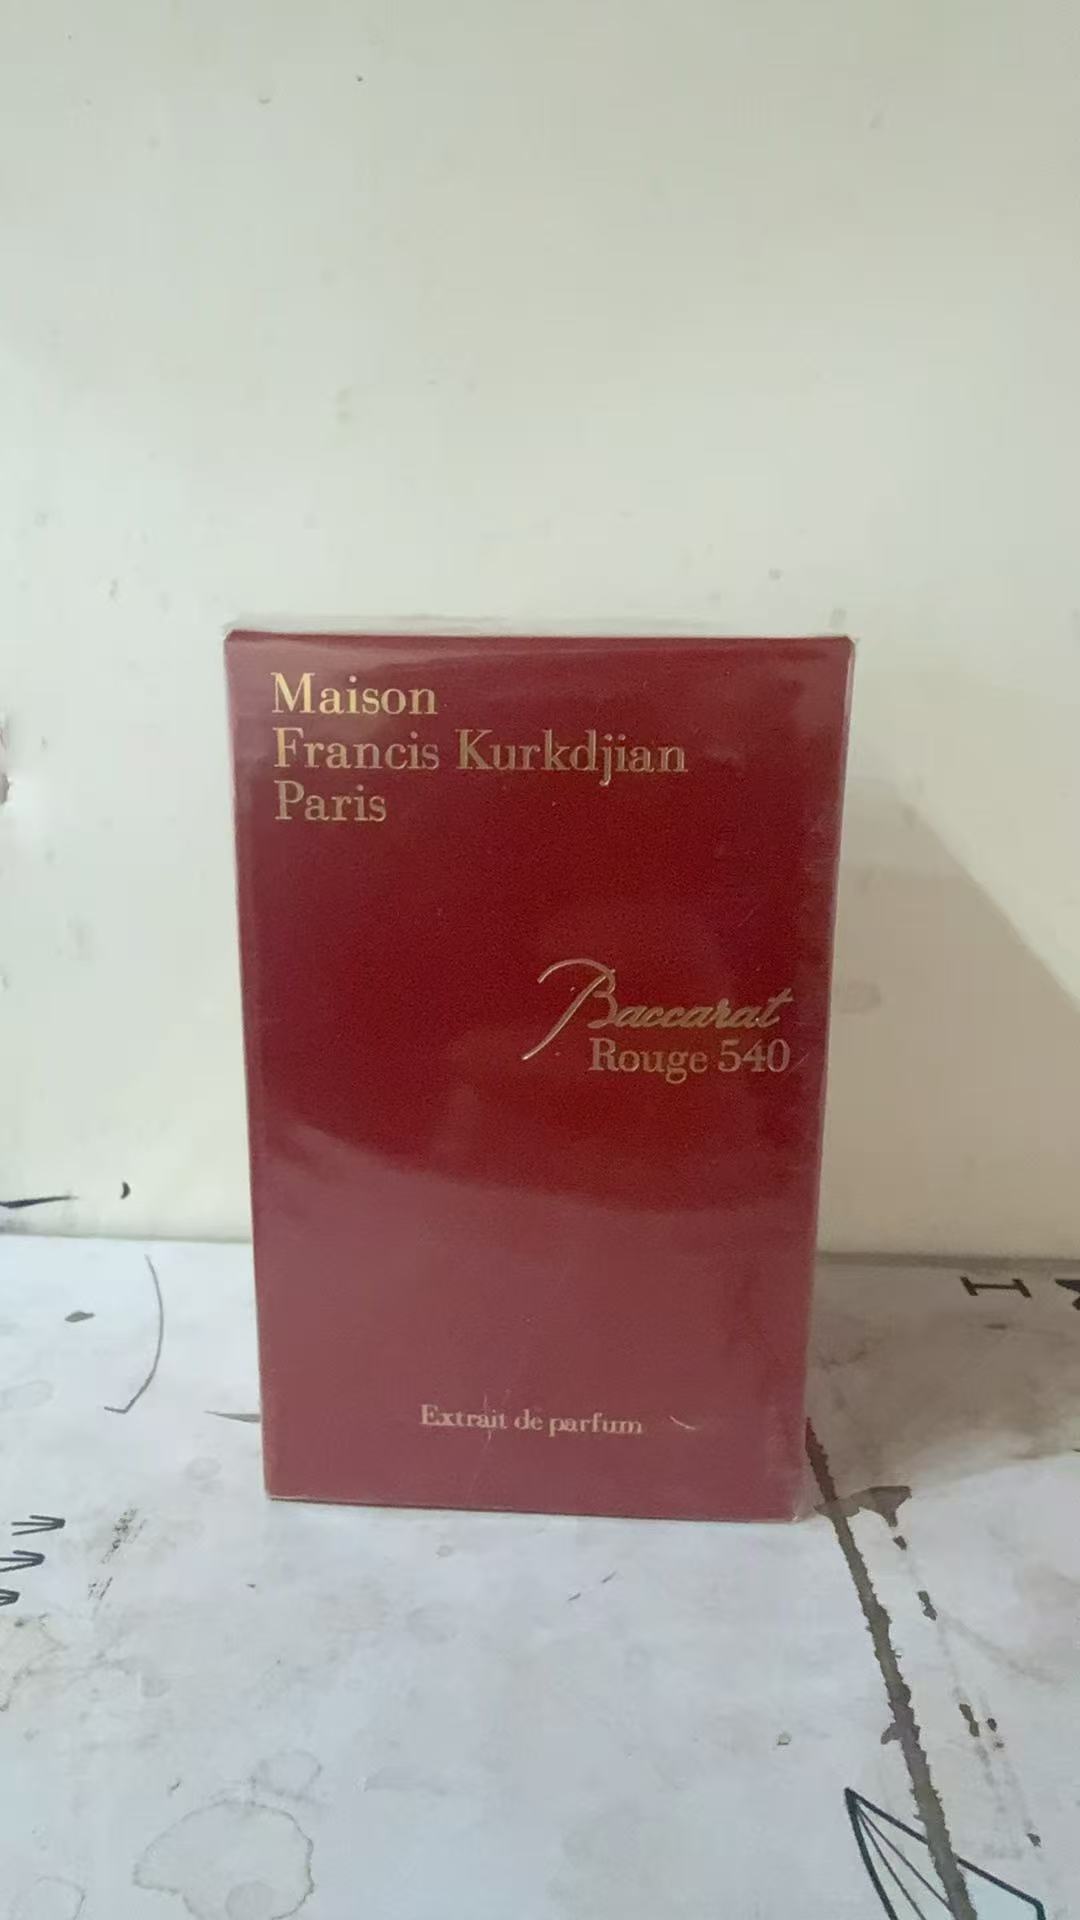 Maison
Francis Kurkdjian
Paris
Baccarat
Rouge 540
Extrait de parfum